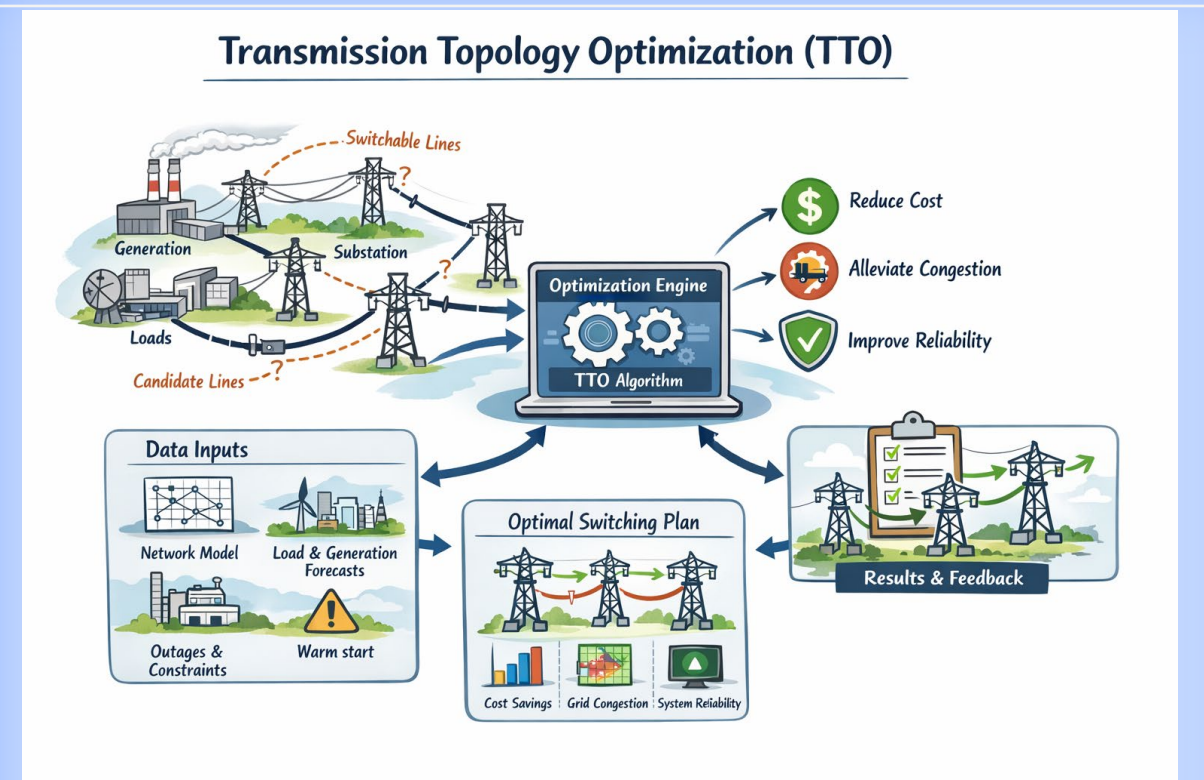 Transmission Topology Optimization (TTO)
Switchable Lines
?
Generation
Substation
?
Loads
Candidate Lines
?
Optimization Engine
TTO Algorithm
$
Reduce Cost
Alleviate Congestion
Improve Reliability
Data Inputs
Network Model
Load & Generation
Forecasts
Outages &
Constraints
!
Warm start
Optimal Switching Plan
Cost Savings
Grid Congestion
System Reliability
Results & Feedback